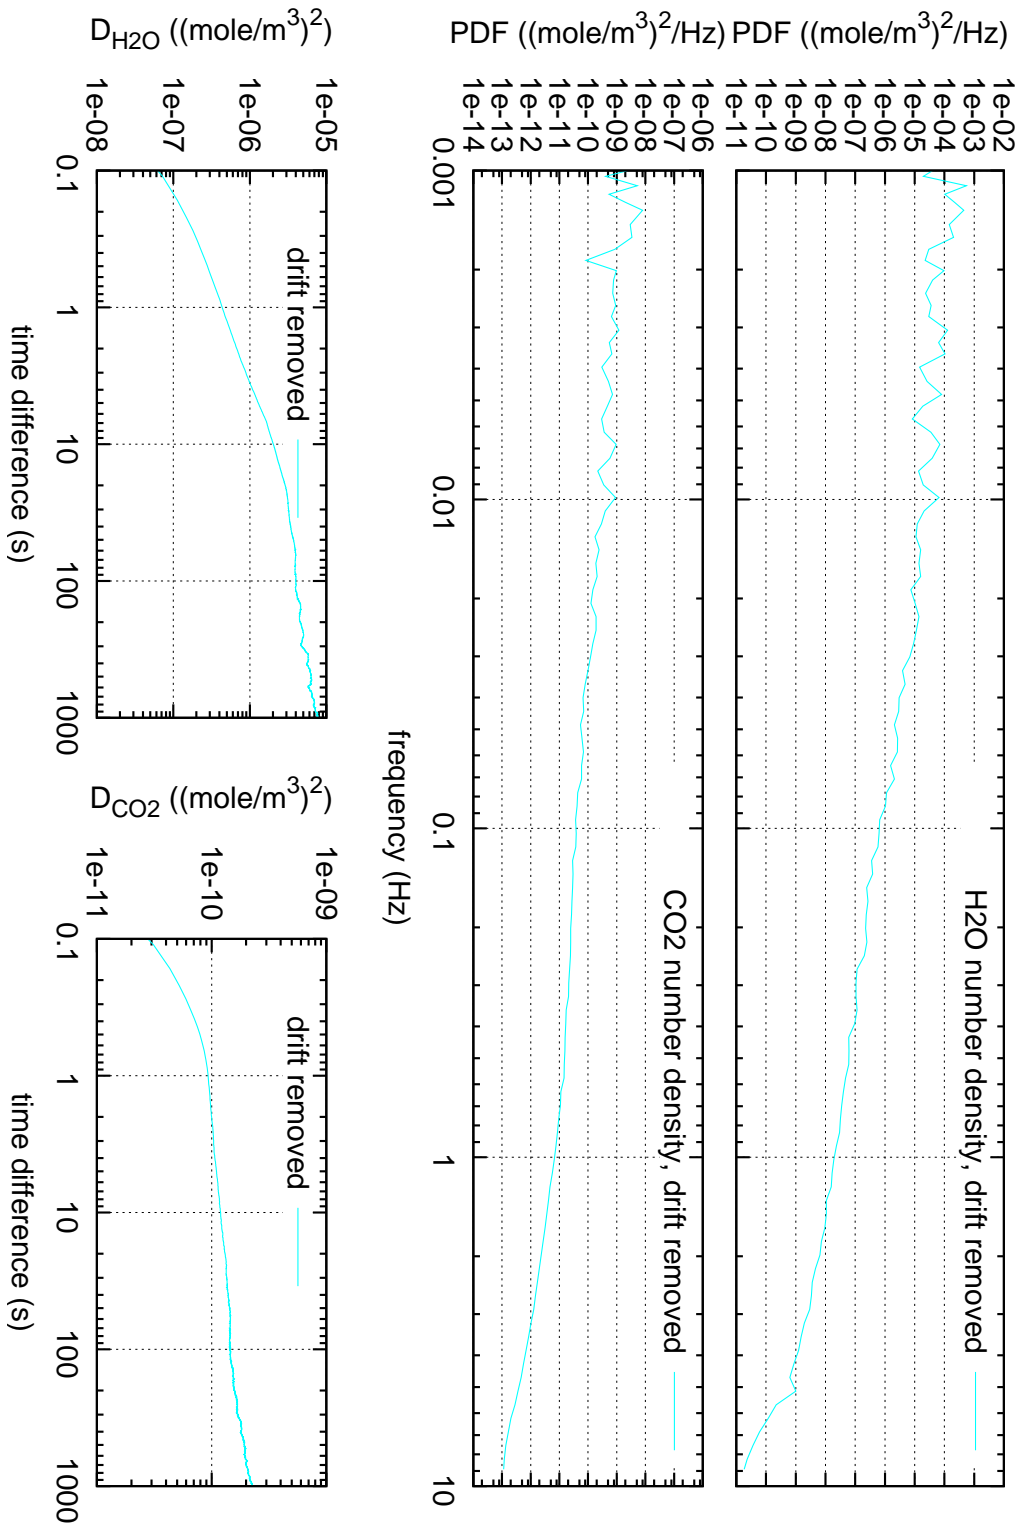 PDF ((mole/m3)2/Hz)
1e-02
1e-03
1e-04
1e-05
1e-06
1e-07
1e-08
1e-09
1e-10
1e-11
H2O number density, drift removed
PDF ((mole/m3)2/Hz)
1e-06
1e-07
1e-08
1e-09
1e-10
1e-11
1e-12
1e-13
1e-14
CO2 number density, drift removed
0.001 0.01 0.1 1 10
frequency (Hz)
DH2O ((mole/m3)2)
1e-05
1e-06
1e-07
1e-08
drift removed
0.1 1 10 100 1000
time difference (s)
DCO2 ((mole/m3)2)
1e-09
1e-10
1e-11
drift removed
0.1 1 10 100 1000
time difference (s)